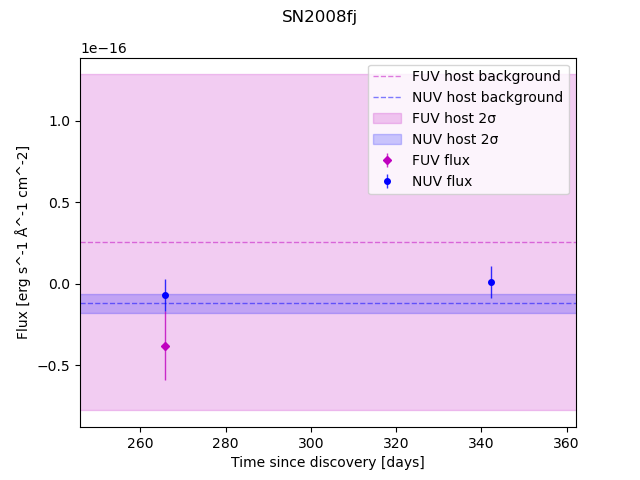 SN2008fj
1e−16
FUV host background
NUV host background
FUV host 2σ
NUV host 2σ
FUV flux
NUV flux
1.0
0.5
0.0
−0.5
Flux [erg s^-1 Å^-1 cm^-2]
260 280 300 320 340 360
Time since discovery [days]